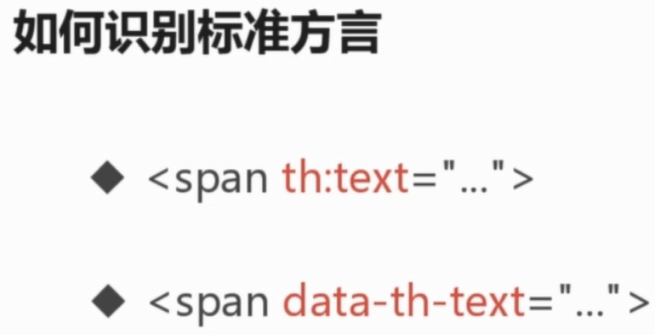 如何识别标准方言
◆ <span th:text="...">
◆ <span data-th-text="...">